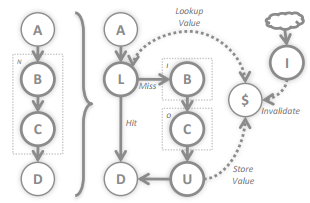 Lookup
Value
A
A
N
I
B
L
B
I
Miss
$
Invalidate
O
C
Hit
C
D
D
U
Store
Value